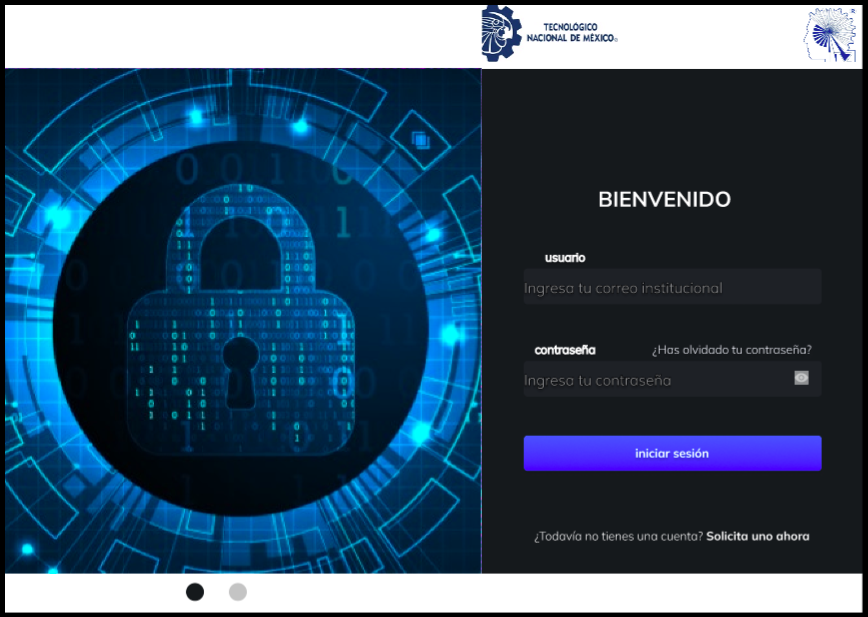 TECNOLÓGICO
NACIONAL DE MÉXICO®
BIENVENIDO
usuario
Ingresa tu correo institucional
contraseña ¿Has olvidado tu contraseña?
Ingresa tu contraseña
iniciar sesión
¿Todavía no tienes una cuenta? Solicita uno ahora